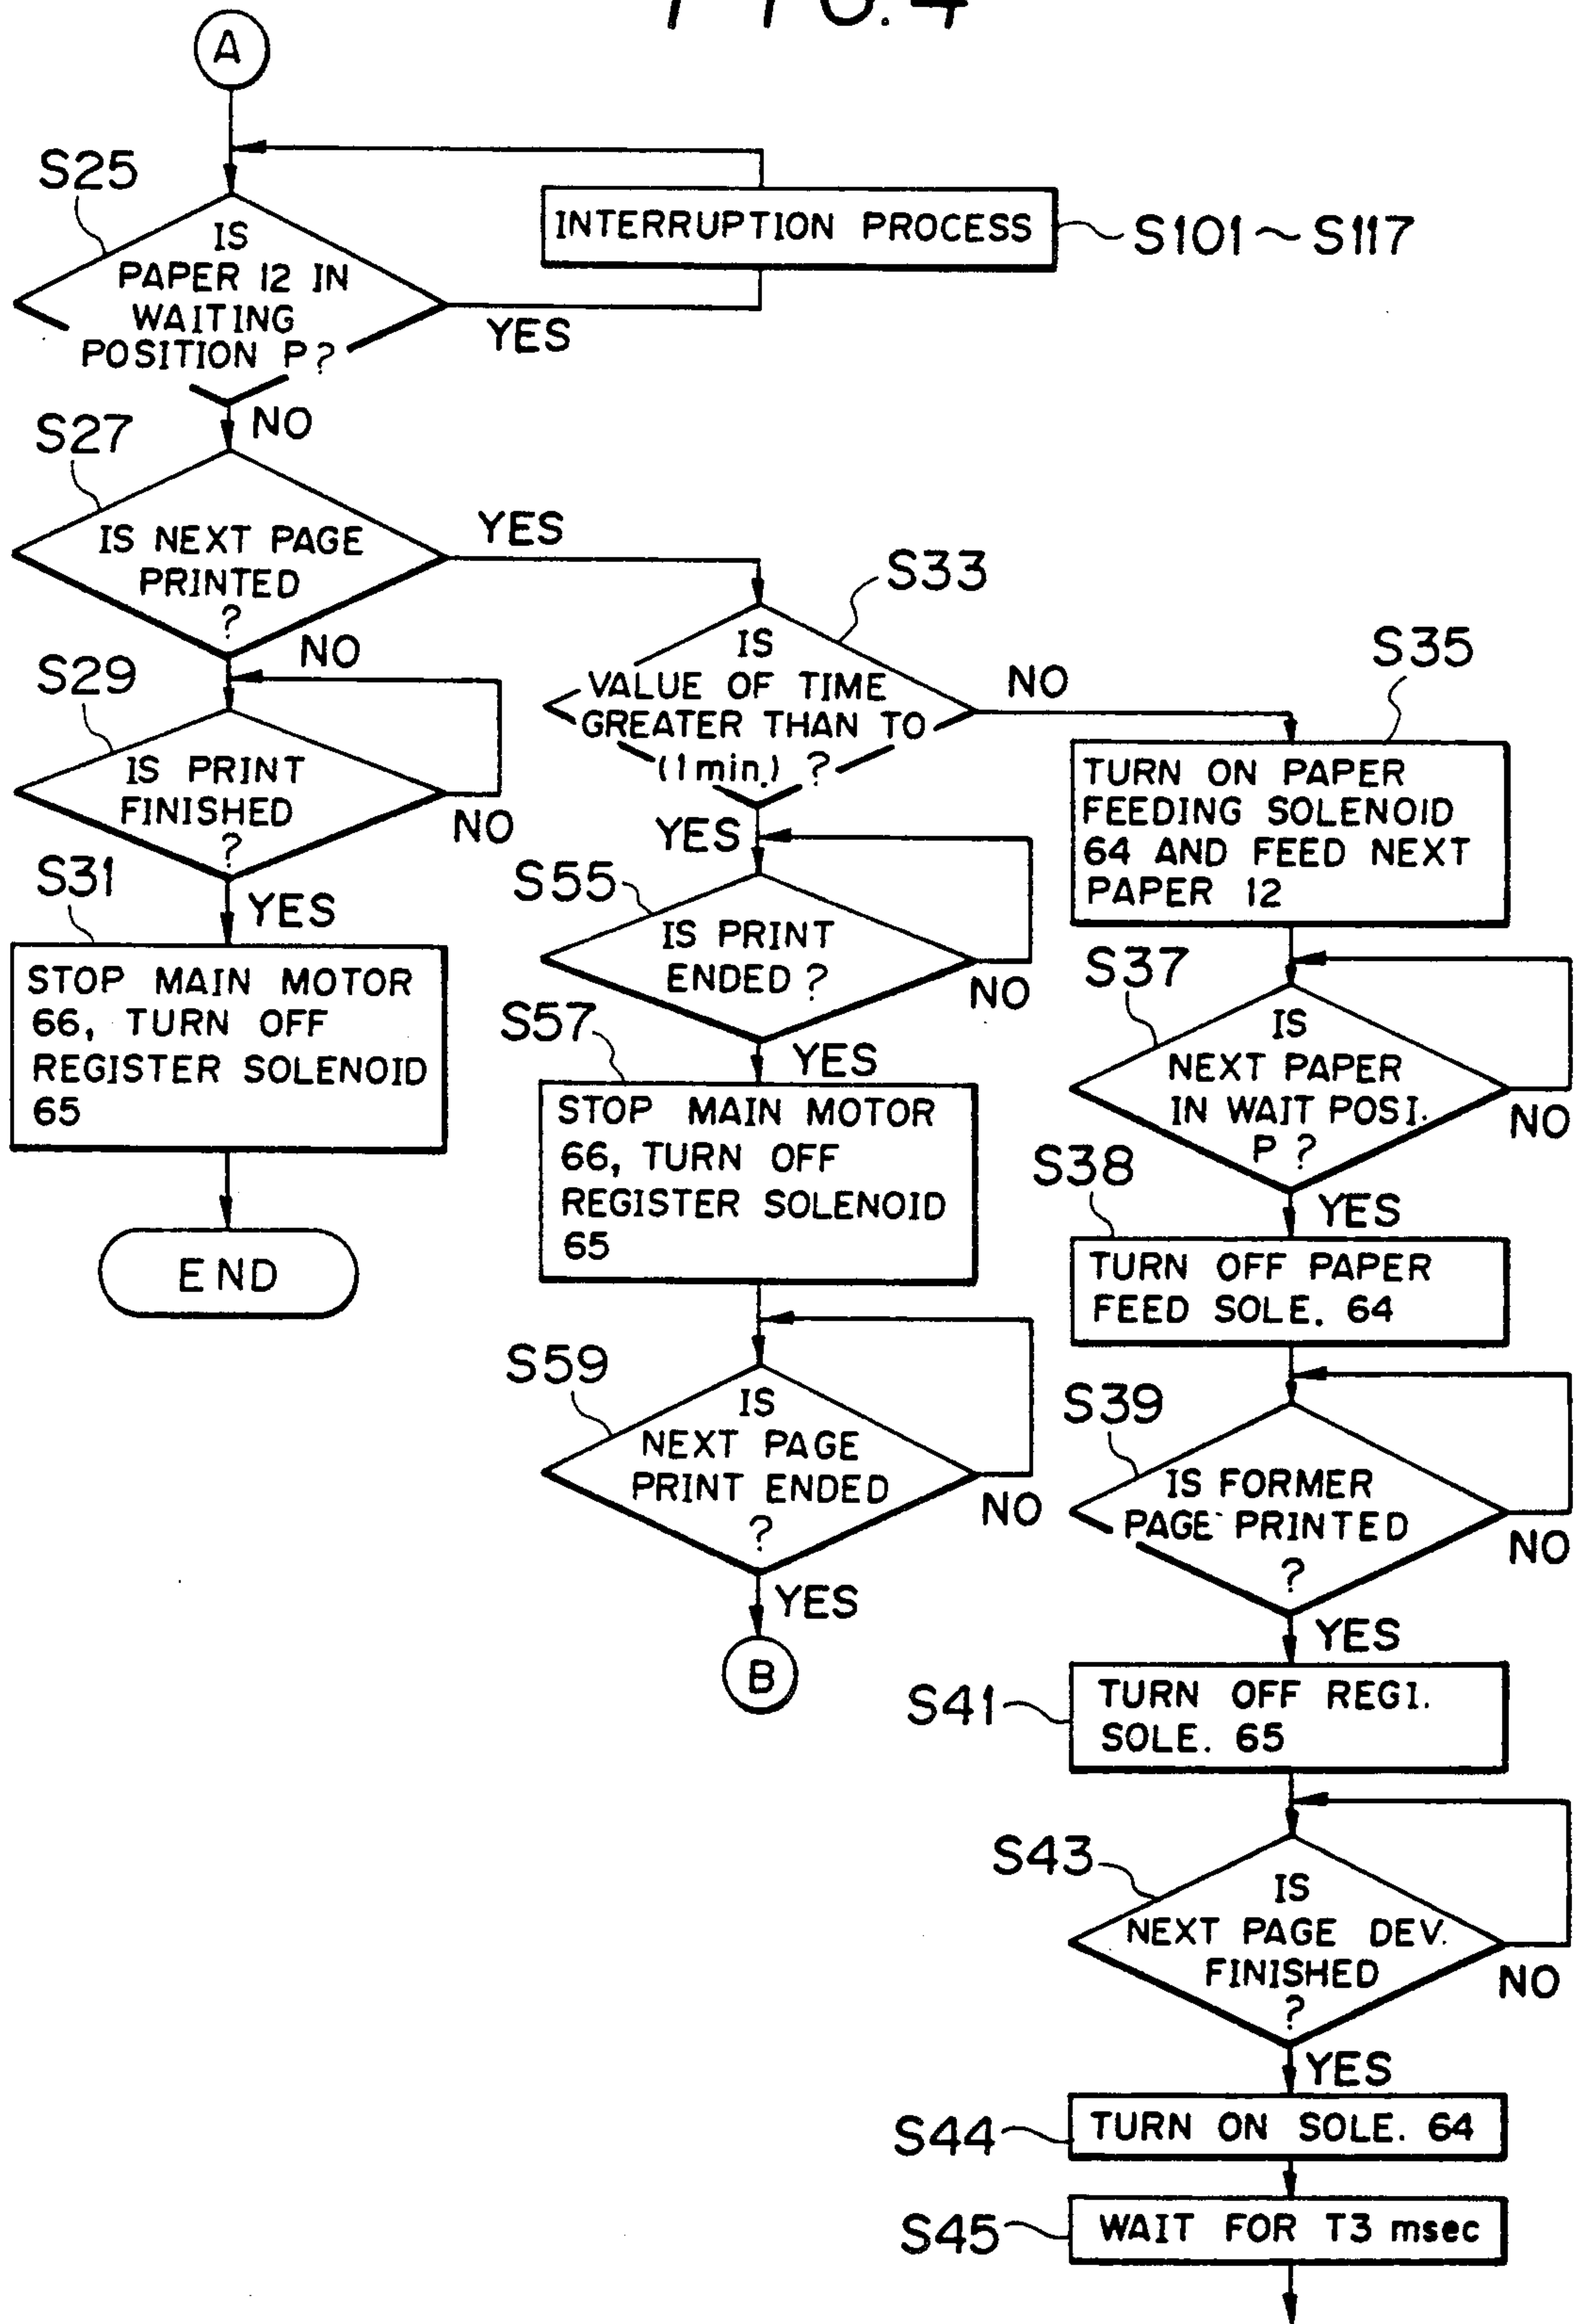 FIG. 4
A
S25
IS
PAPER 12 IN
WAITING
POSITION P?
YES
INTERRUPTION PROCESS
S101~S117
NO
S27
IS NEXT PAGE
PRINTED
?
YES
NO
S29
IS PRINT
FINISHED
?
NO
YES
S31
STOP MAIN MOTOR
66, TURN OFF
REGISTER SOLENOID
65
END
S33
IS
VALUE OF TIME
GREATER THAN TO
(1 min.) ?
NO
YES
S55
IS PRINT
ENDED ?
NO
YES
S57
STOP MAIN MOTOR
66, TURN OFF
REGISTER SOLENOID
65
S59
IS
NEXT PAGE
PRINT ENDED
?
NO
YES
B
S35
TURN ON PAPER
FEEDING SOLENOID
64 AND FEED NEXT
PAPER 12
S37
IS
NEXT PAPER
IN WAIT POSI.
P ?
NO
YES
S38
TURN OFF PAPER
FEED SOLE. 64
S39
IS FORMER
PAGE PRINTED
?
NO
YES
S41
TURN OFF REGI.
SOLE. 65
S43
IS
NEXT PAGE DEV.
FINISHED
?
NO
YES
S44
TURN ON SOLE. 64
S45
WAIT FOR T3 msec